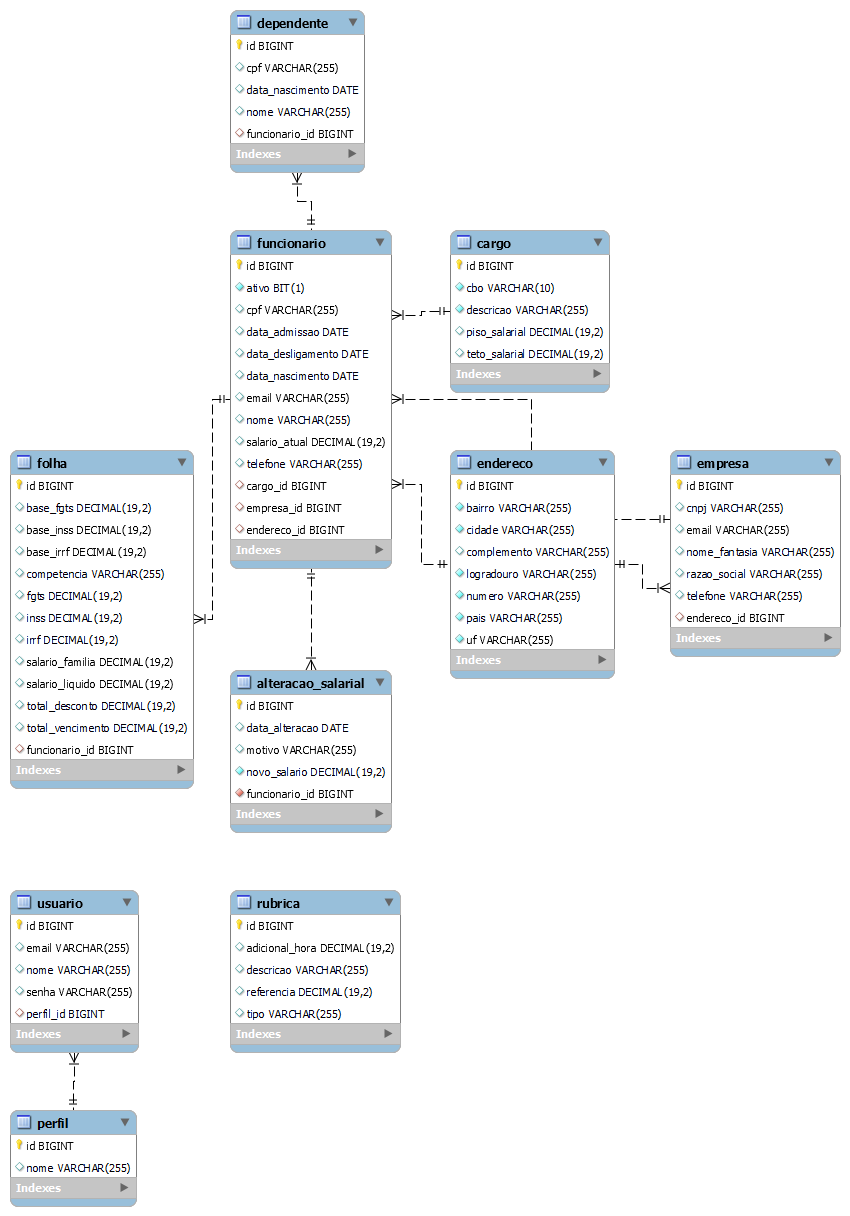 dependente
id BIGINT
cpf VARCHAR(255)
data_nascimento DATE
nome VARCHAR(255)
funcionario_id BIGINT
Indexes
funcionario
id BIGINT
ativo BIT(1)
cpf VARCHAR(255)
data_admissao DATE
data_desligamento DATE
data_nascimento DATE
email VARCHAR(255)
nome VARCHAR(255)
salario_atual DECIMAL(19,2)
telefone VARCHAR(255)
cargo_id BIGINT
empresa_id BIGINT
endereco_id BIGINT
Indexes
cargo
id BIGINT
cbo VARCHAR(10)
descricao VARCHAR(255)
piso_salarial DECIMAL(19,2)
teto_salarial DECIMAL(19,2)
Indexes
folha
id BIGINT
base_fgts DECIMAL(19,2)
base_inss DECIMAL(19,2)
base_irrf DECIMAL(19,2)
competencia VARCHAR(255)
fgts DECIMAL(19,2)
inss DECIMAL(19,2)
irrf DECIMAL(19,2)
salario_familia DECIMAL(19,2)
salario_liquido DECIMAL(19,2)
total_desconto DECIMAL(19,2)
total_vencimento DECIMAL(19,2)
funcionario_id BIGINT
Indexes
endereco
id BIGINT
bairro VARCHAR(255)
cidade VARCHAR(255)
complemento VARCHAR(255)
logradouro VARCHAR(255)
numero VARCHAR(255)
pais VARCHAR(255)
uf VARCHAR(255)
Indexes
empresa
id BIGINT
cnpj VARCHAR(255)
email VARCHAR(255)
nome_fantasia VARCHAR(255)
razao_social VARCHAR(255)
telefone VARCHAR(255)
endereco_id BIGINT
Indexes
alteracao_salarial
id BIGINT
data_alteracao DATE
motivo VARCHAR(255)
novo_salario DECIMAL(19,2)
funcionario_id BIGINT
Indexes
usuario
id BIGINT
email VARCHAR(255)
nome VARCHAR(255)
senha VARCHAR(255)
perfil_id BIGINT
Indexes
rubrica
id BIGINT
adicional_hora DECIMAL(19,2)
descricao VARCHAR(255)
referencia DECIMAL(19,2)
tipo VARCHAR(255)
Indexes
perfil
id BIGINT
nome VARCHAR(255)
Indexes